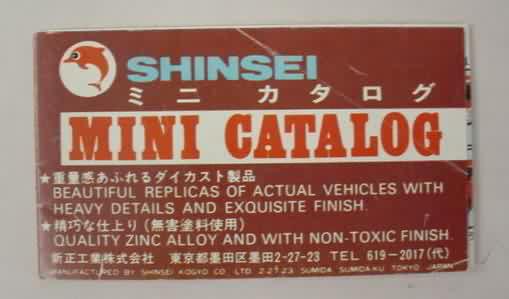 SHINSEI
ミニ カタログ
MINI CATALOG
★重量感あふれるダイカスト製品
BEAUTIFUL REPLICAS OF ACTUAL VEHICLES WITH
HEAVY DETAILS AND EXQUISITE FINISH.
★精巧な仕上り(無害塗料使用)
QUALITY ZINC ALLOY AND WITH NON-TOXIC FINISH.
新正工業株式会社 東京都墨田区墨田2-27-23 TEL 619-2017(代)
MANUFACTURED BY SHINSEI KOGYO CO. LTD. 2-27-23 SUMIDA SUMIDA-KU TOKYO JAPAN